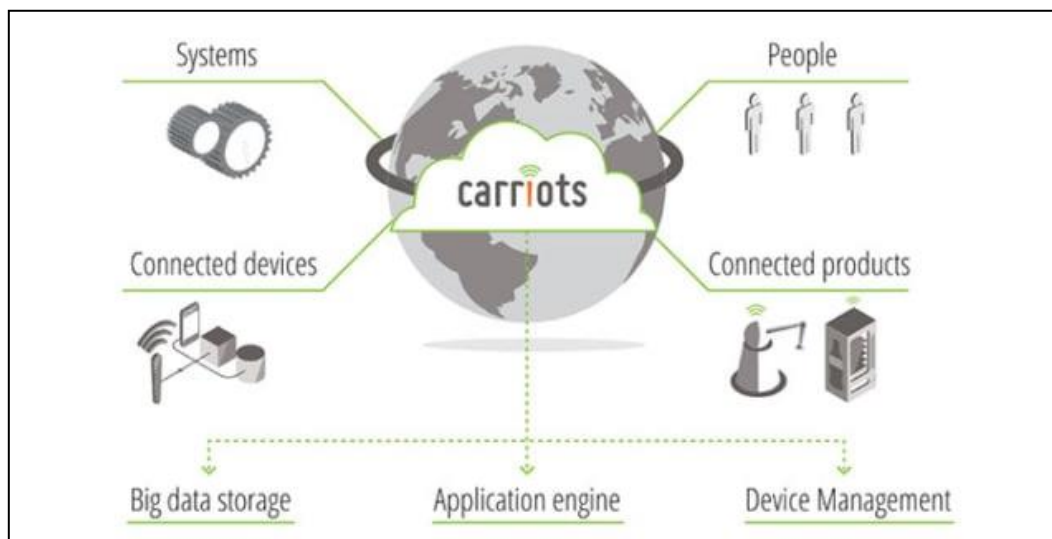 Systems
People
carriots
Connected devices
Connected products
Big data storage
Application engine
Device Management